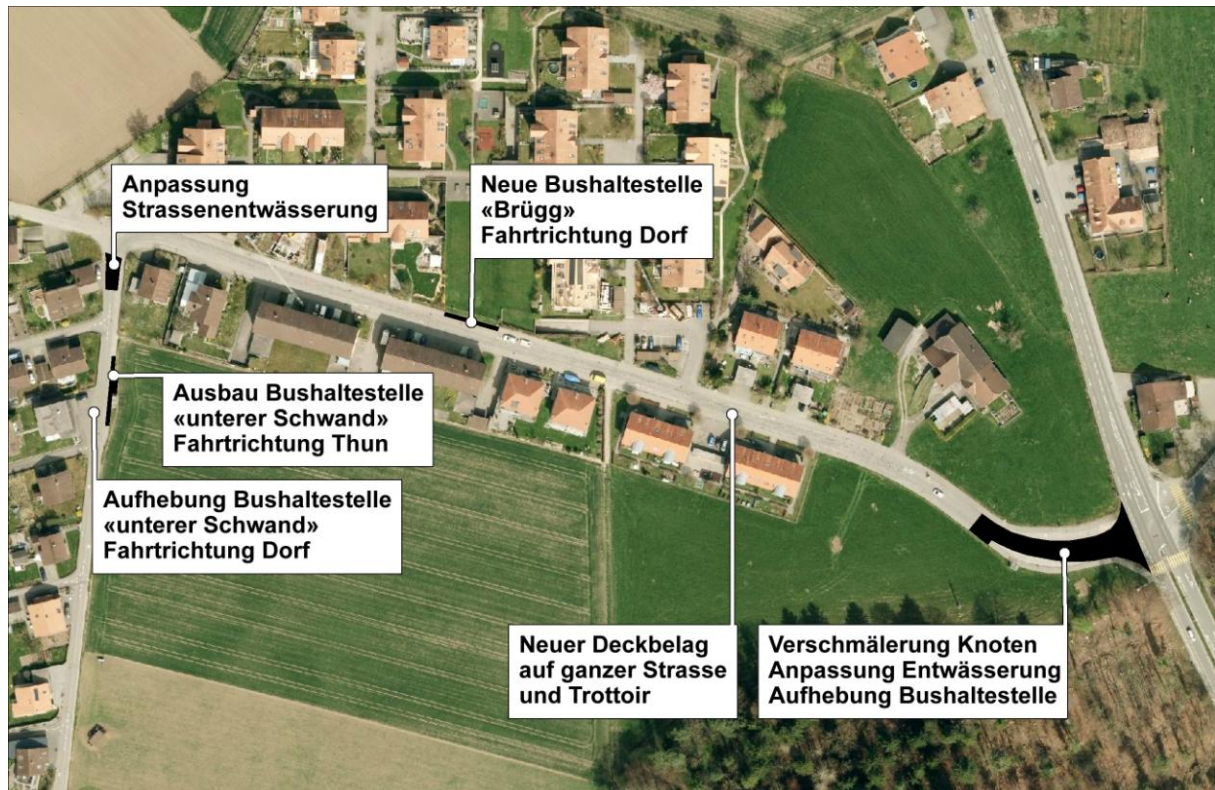 Anpassung
Strassenentwässerung
Neue Bushaltestelle
«Brügg»
Fahrtrichtung Dorf
Ausbau Bushaltestelle
«unterer Schwand»
Fahrtrichtung Thun
Aufhebung Bushaltestelle
«unterer Schwand»
Fahrtrichtung Dorf
Neuer Deckbelag
auf ganzer Strasse
und Trottoir
Verschmälerung Knoten
Anpassung Entwässerung
Aufhebung Bushaltestelle